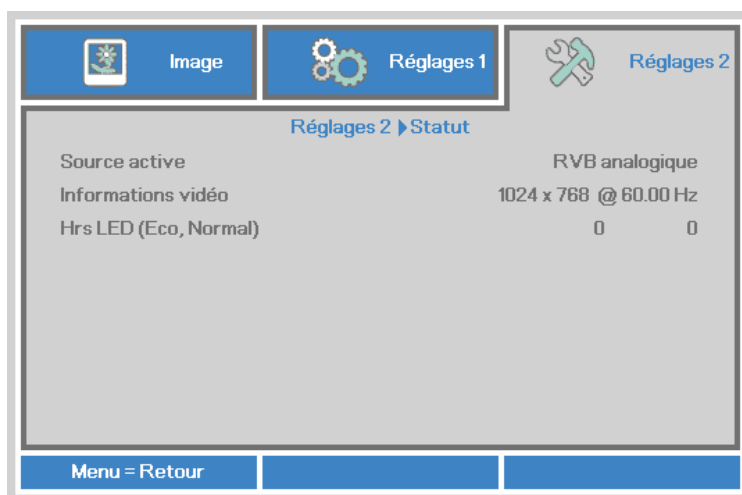 Image
Réglages 1
Réglages 2
Réglages 2 ▶ Statut
Source active RVB analogique
Informations vidéo 1024 x 768 @ 60.00 Hz
Hrs LED (Eco, Normal) 0 0
Menu = Retour